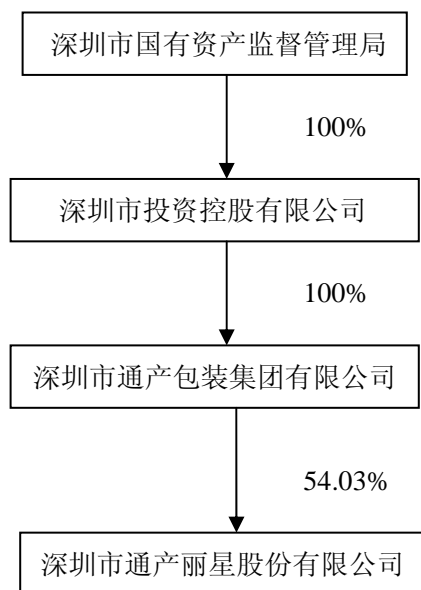 深圳市国有资产监督管理局
100%
深圳市投资控股有限公司
100%
深圳市通产包装集团有限公司
54.03%
深圳市通产丽星股份有限公司